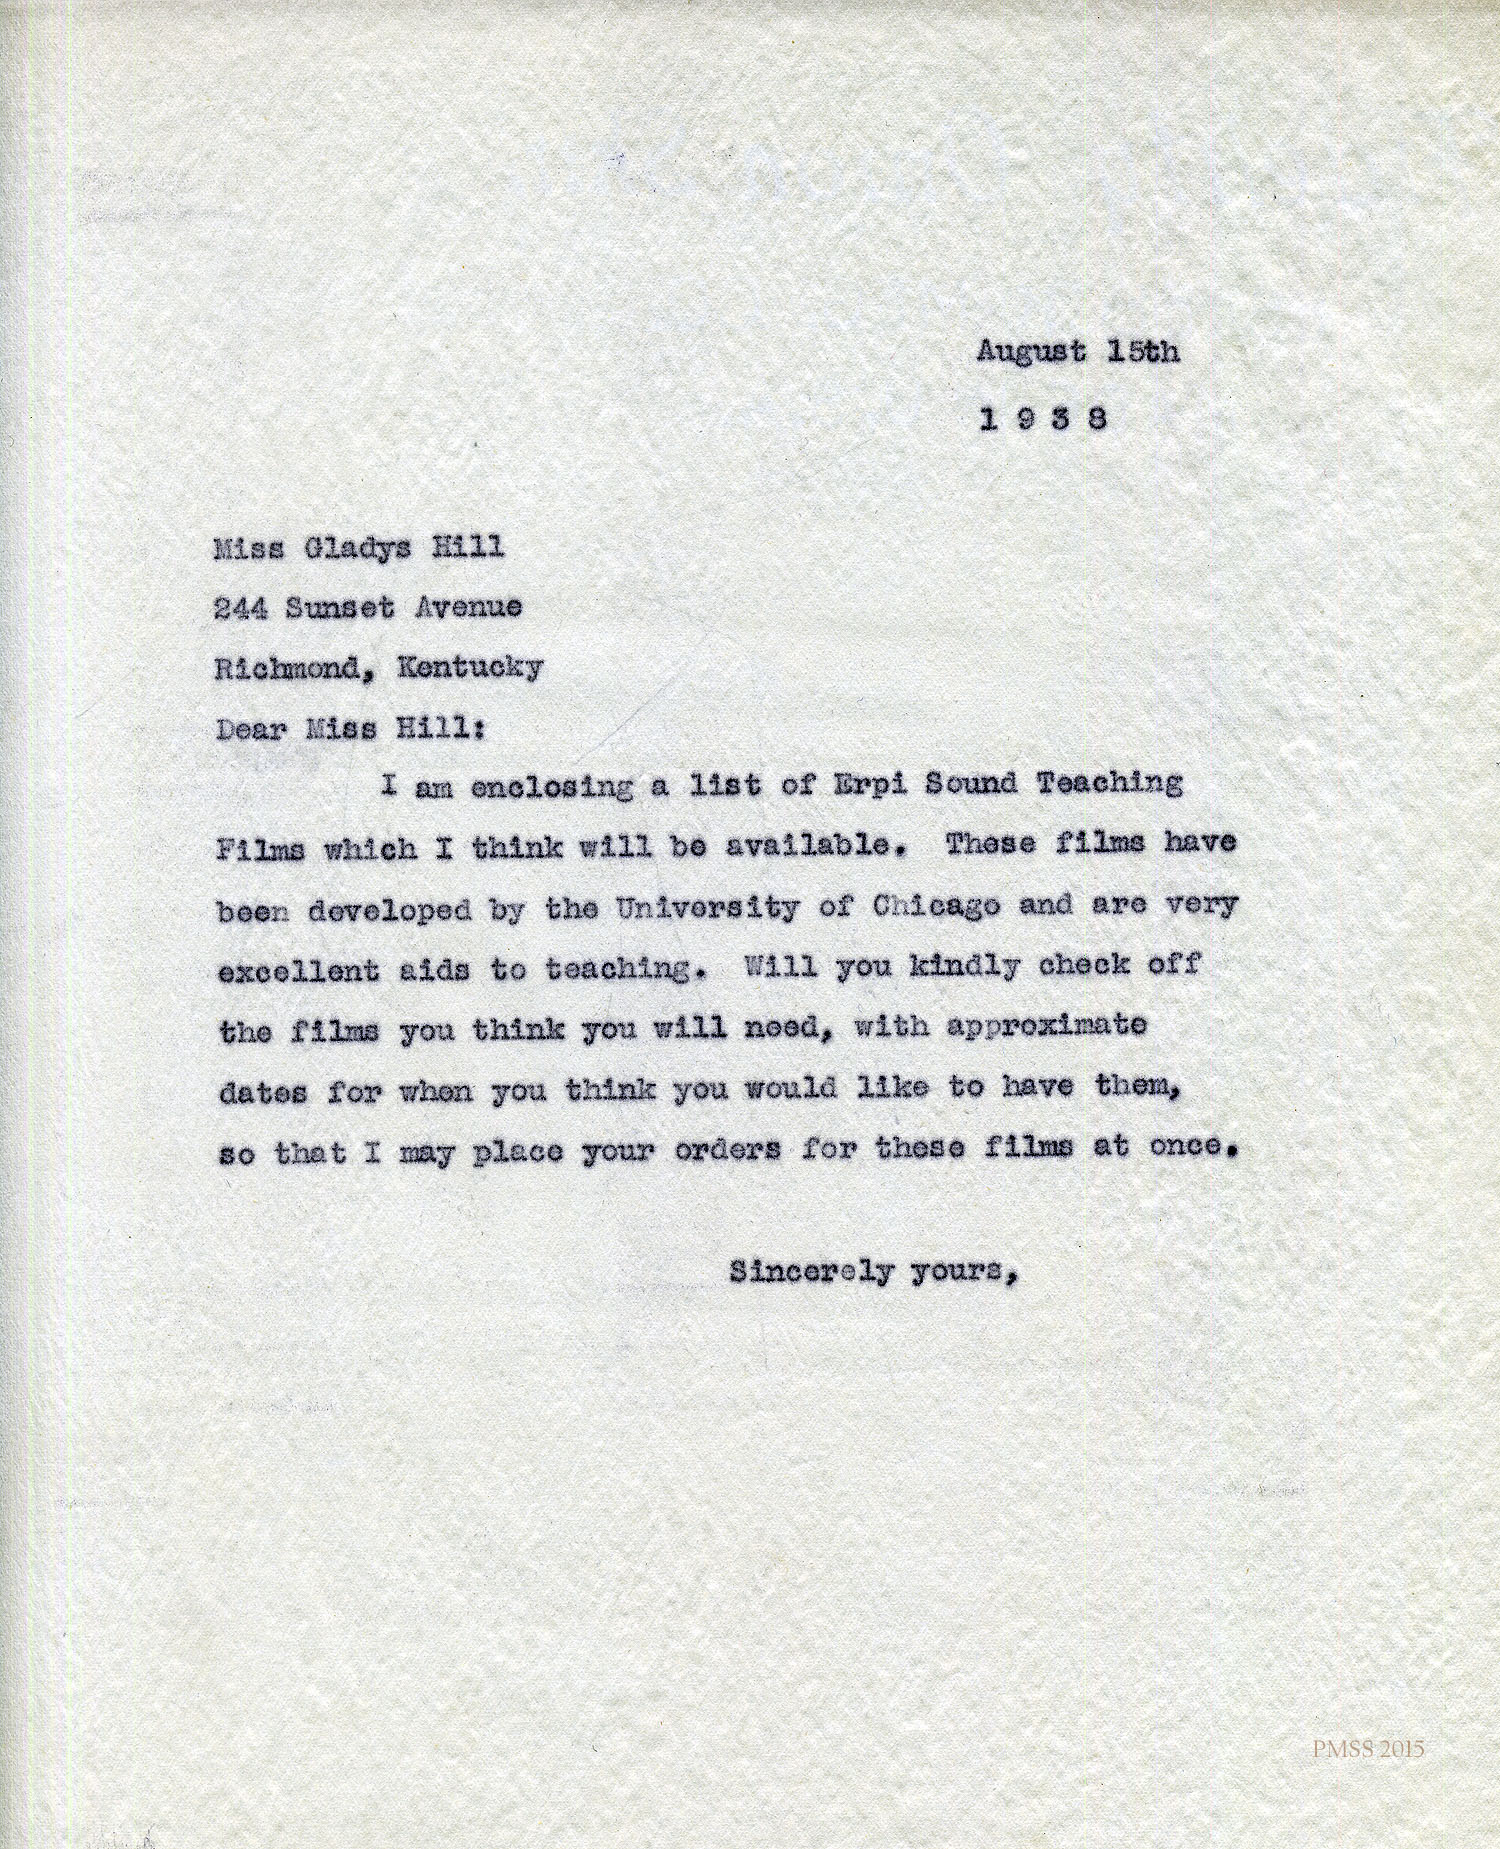 August 15th
1 9 3 8
Miss Gladys Hill
244 Sunset Avenue
Richmond, Kentucky
Dear Miss Hill:
I am enclosing a list of Erpi Sound Teaching
Films which I think will be available. These films have
been developed by the University of Chicago and are very
excellent aids to teaching. Will you kindly check off
the films you think you will need, with approximate
dates for when you think you would like to have them,
so that I may place your orders for these films at once.
Sincerely yours,
PMSS 2015